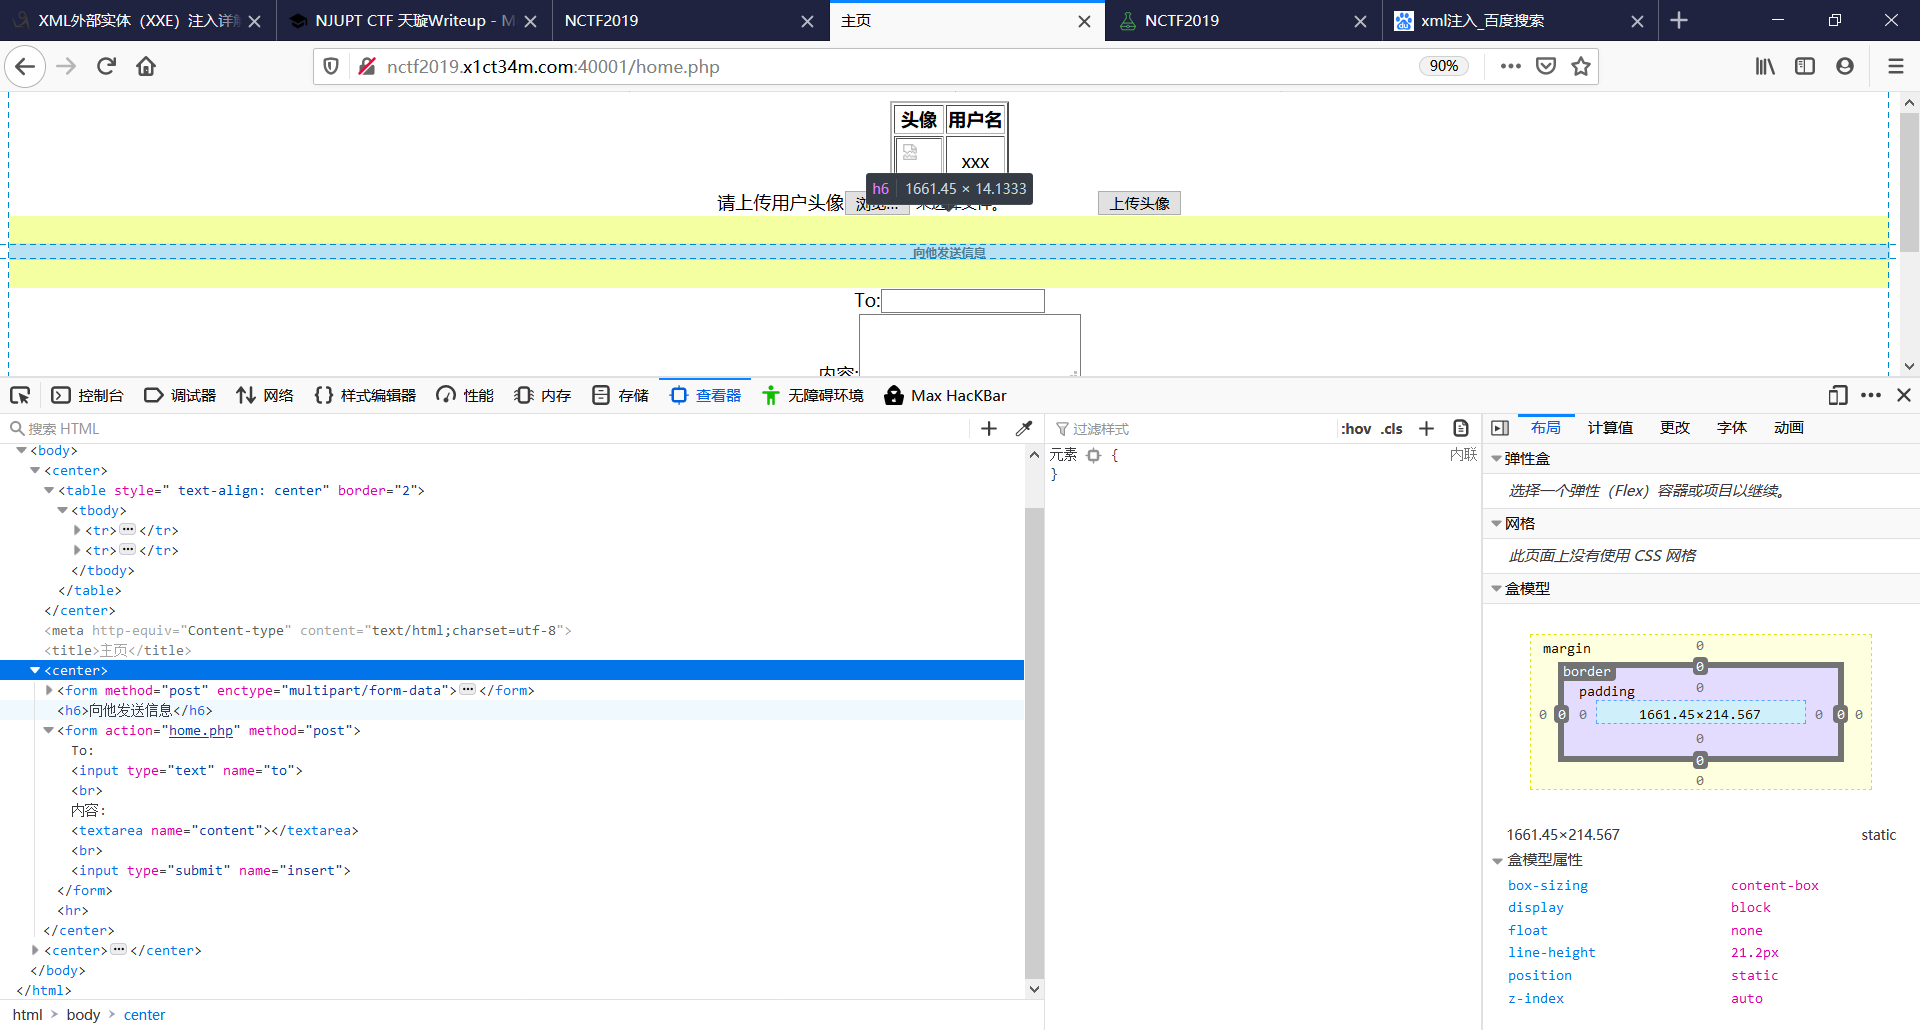 XML外部实体（XXE）注入详解
NJUPT CTF 天璇Writeup - M
NCTF2019
主页
NCTF2019
xml注入_百度搜索
nctf2019.x1ct34m.com:40001/home.php
90%
头像 用户名
xxx
h6 1661.45 × 14.1333
请上传用户头像 浏览... 未选择文件。 上传头像
向他发送信息
To:
内容:
控制台 调试器 网络 样式编辑器 性能 内存 存储 查看器 无障碍环境 Max HacKBar
搜索 HTML
<body>
<center>
<table style=" text-align: center" border="2">
<tbody>
<tr> ··· </tr>
<tr> ··· </tr>
</tbody>
</table>
</center>
<meta http-equiv="Content-type" content="text/html;charset=utf-8">
<title>主页</title>
<center>
<form method="post" enctype="multipart/form-data"> ··· </form>
<h6>向他发送信息</h6>
<form action="home.php" method="post">
To:
<input type="text" name="to">
<br>
内容:
<textarea name="content"></textarea>
<br>
<input type="submit" name="insert">
</form>
<hr>
</center>
<center> ··· </center>
</body>
</html>
html > body > center
过滤样式 :hov .cls
元素 { 内联
}
布局 计算值 更改 字体 动画
弹性盒
选择一个弹性（Flex）容器或项目以继续。
网格
此页面上没有使用 CSS 网格
盒模型
margin 0
border 0
padding 0
0 0 0 1661.45×214.567 0 0 0
0
0
0
1661.45×214.567 static
盒模型属性
box-sizing content-box
display block
float none
line-height 21.2px
position static
z-index auto